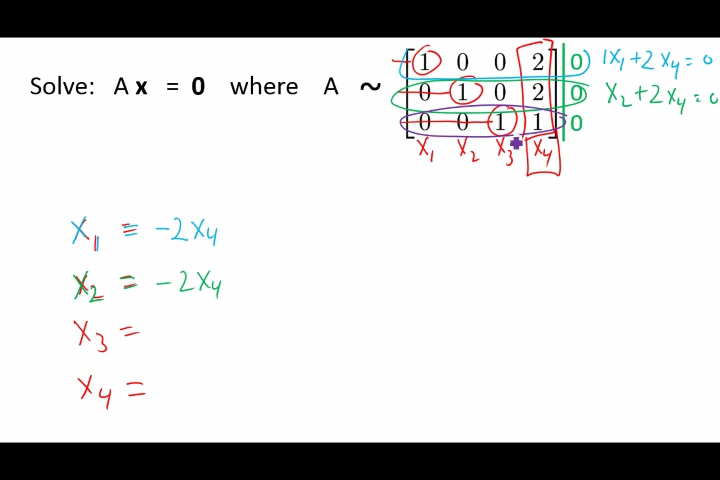 1 0 0 2 | 0 1x₁+2x₄=0
Solve: A x = 0 where A ~ 0 1 0 2 | 0 x₂+2x₄=0
0 0 1 1 | 0
x₁ x₂ x₃ x₄
x₁ = -2x₄
x₂ = -2x₄
x₃ =
x₄ =